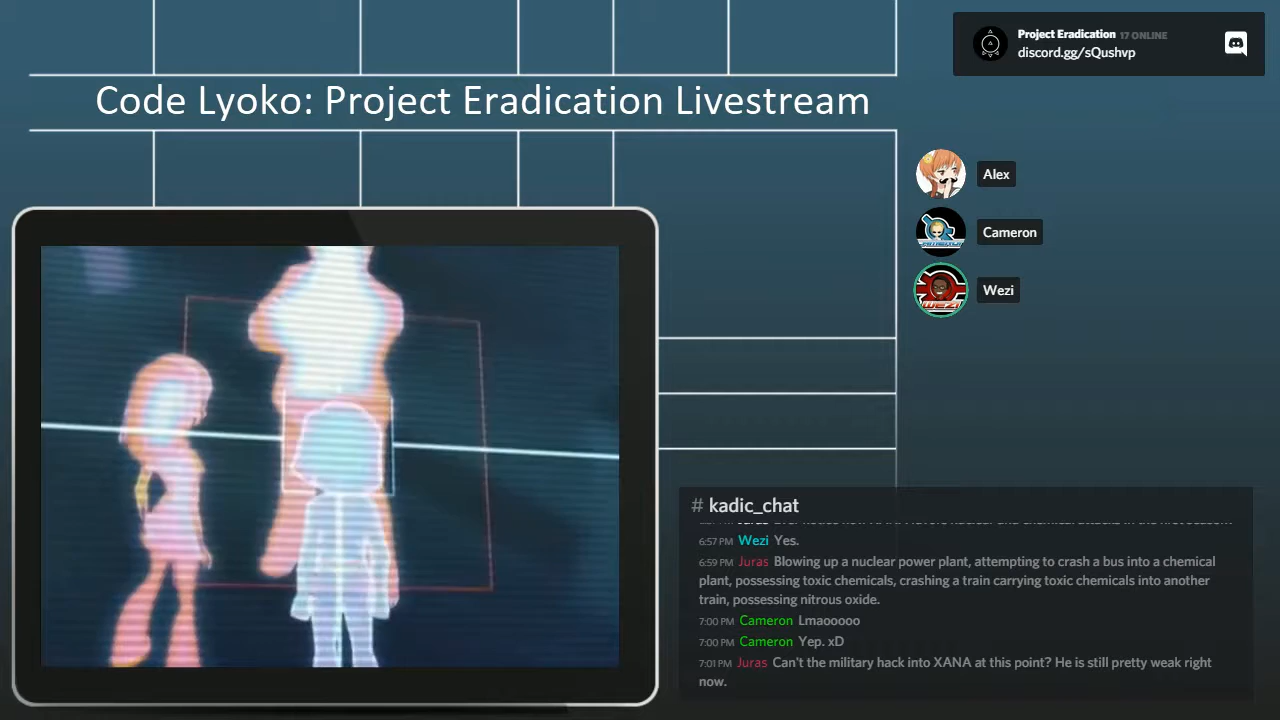 Project Eradication 17 ONLINE
discord.gg/sQushvp
Code Lyoko: Project Eradication Livestream
Alex
Cameron
Wezi
# kadic_chat
6:57 PM Wezi Yes.
6:59 PM Juras Blowing up a nuclear power plant, attempting to crash a bus into a chemical
plant, possessing toxic chemicals, crashing a train carrying toxic chemicals into another
train, possessing nitrous oxide.
7:00 PM Cameron Lmaooooo
7:00 PM Cameron Yep. xD
7:01 PM Juras Can't the military hack into XANA at this point? He is still pretty weak right
now.